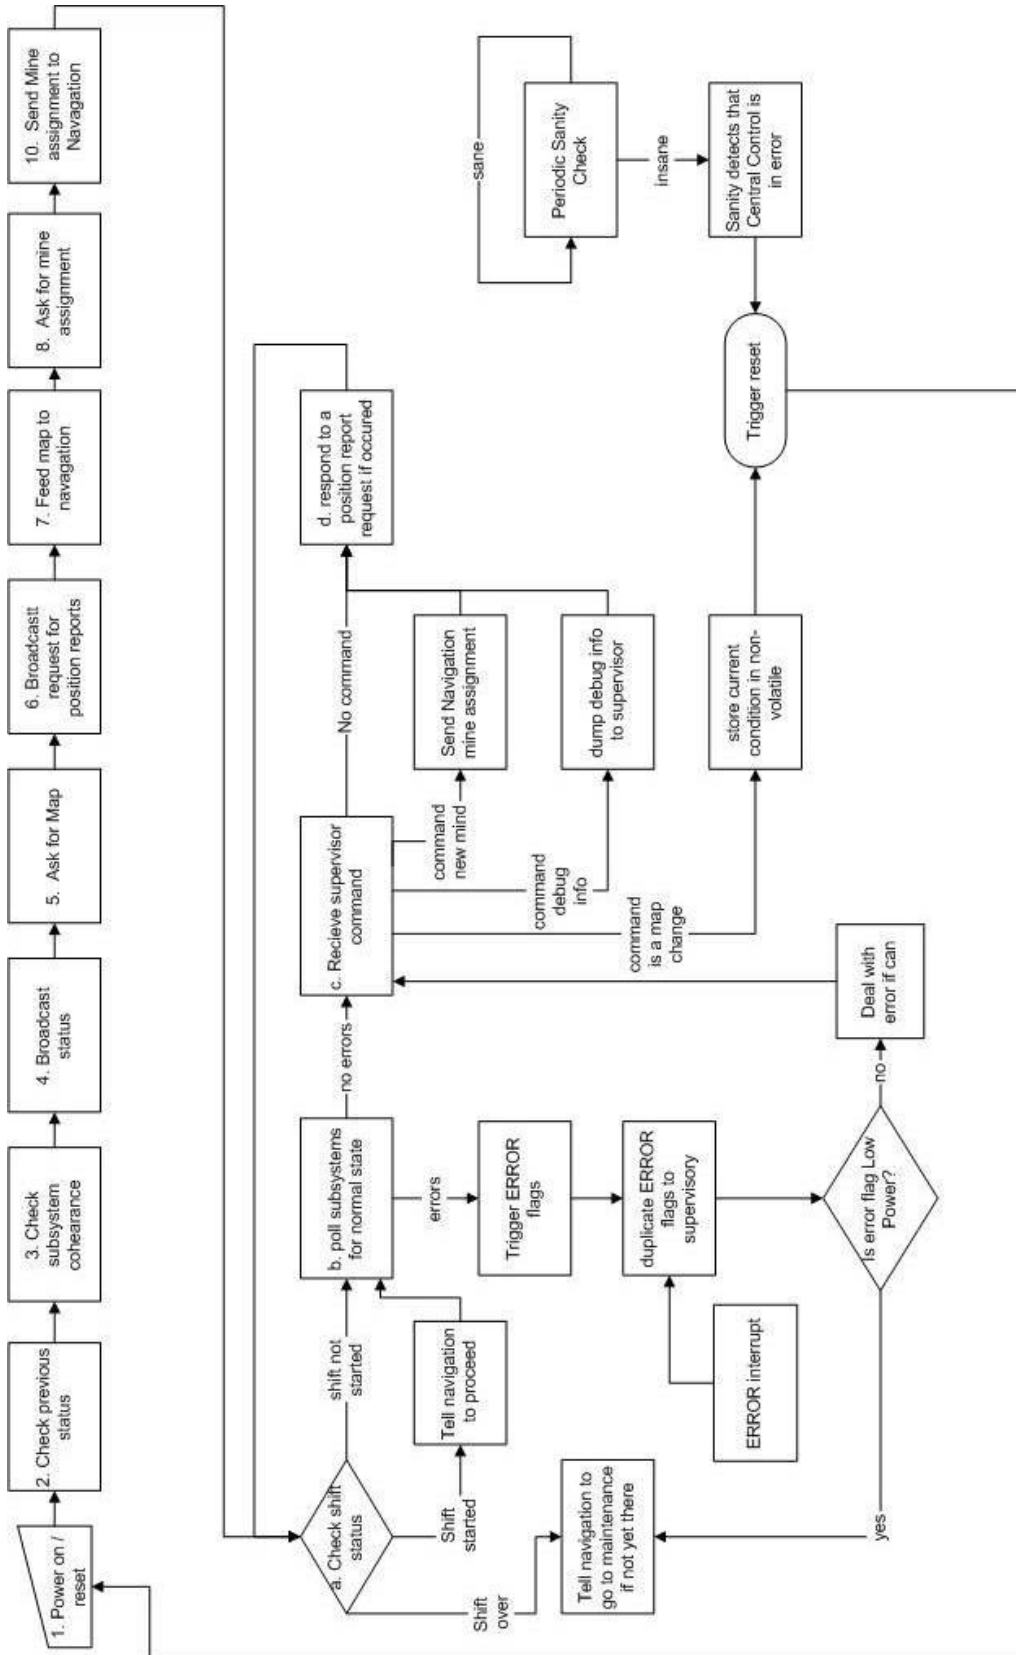 1. Power on /
reset
2. Check previous
status
3. Check
subsystem
cohearance
4. Broadcast
status
5. Ask for Map
6. Broadcastt
request for
position reports
7. Feed map to
navagation
8. Ask for mine
assignment
10. Send Mine
assignment to
Navagation
a. Check shift
status
shift not
started
Shift
started
Shift
over
Tell navigation
to proceed
Tell navigation to
go to maintenance
if not yet there
b. poll subsystems
for normal state
no errors
errors
Trigger ERROR
flags
duplicate ERROR
flags to
supervisory
ERROR interrupt
Is error flag Low
Power?
yes
no
Deal with
error if can
c. Recieve supervisor
command
No command
command
new mind
command
debug
info
command
is a map
change
Send Navigation
mine assignment
dump debug info
to supervisor
store current
condition in non-
volatile
d. respond to a
position report
request if occured
Trigger reset
sane
Periodic Sanity
Check
insane
Sanity detects that
Central Control is
in error